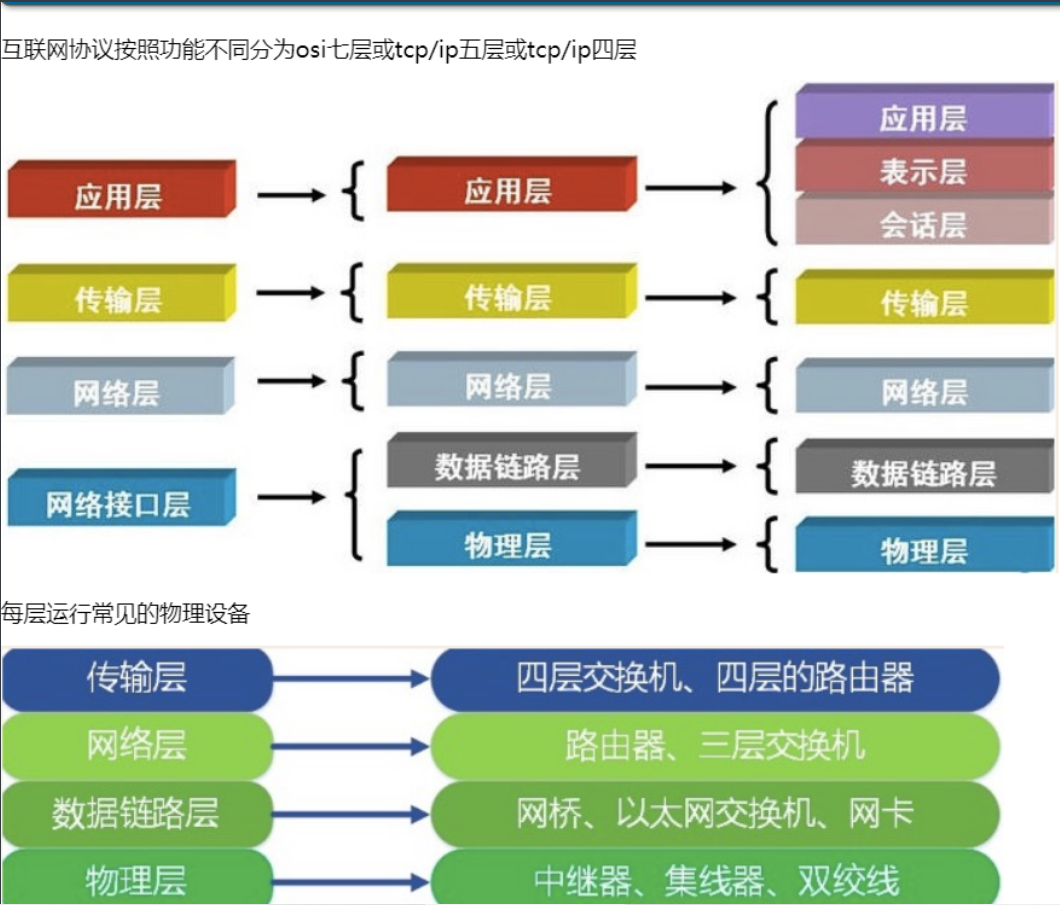 互联网协议按照功能不同分为osi七层或tcp/ip五层或tcp/ip四层
应用层
应用层
应用层
表示层
会话层
传输层
传输层
传输层
网络层
网络层
网络层
网络接口层
数据链路层
数据链路层
物理层
物理层
每层运行常见的物理设备
传输层
四层交换机、四层的路由器
网络层
路由器、三层交换机
数据链路层
网桥、以太网交换机、网卡
物理层
中继器、集线器、双绞线